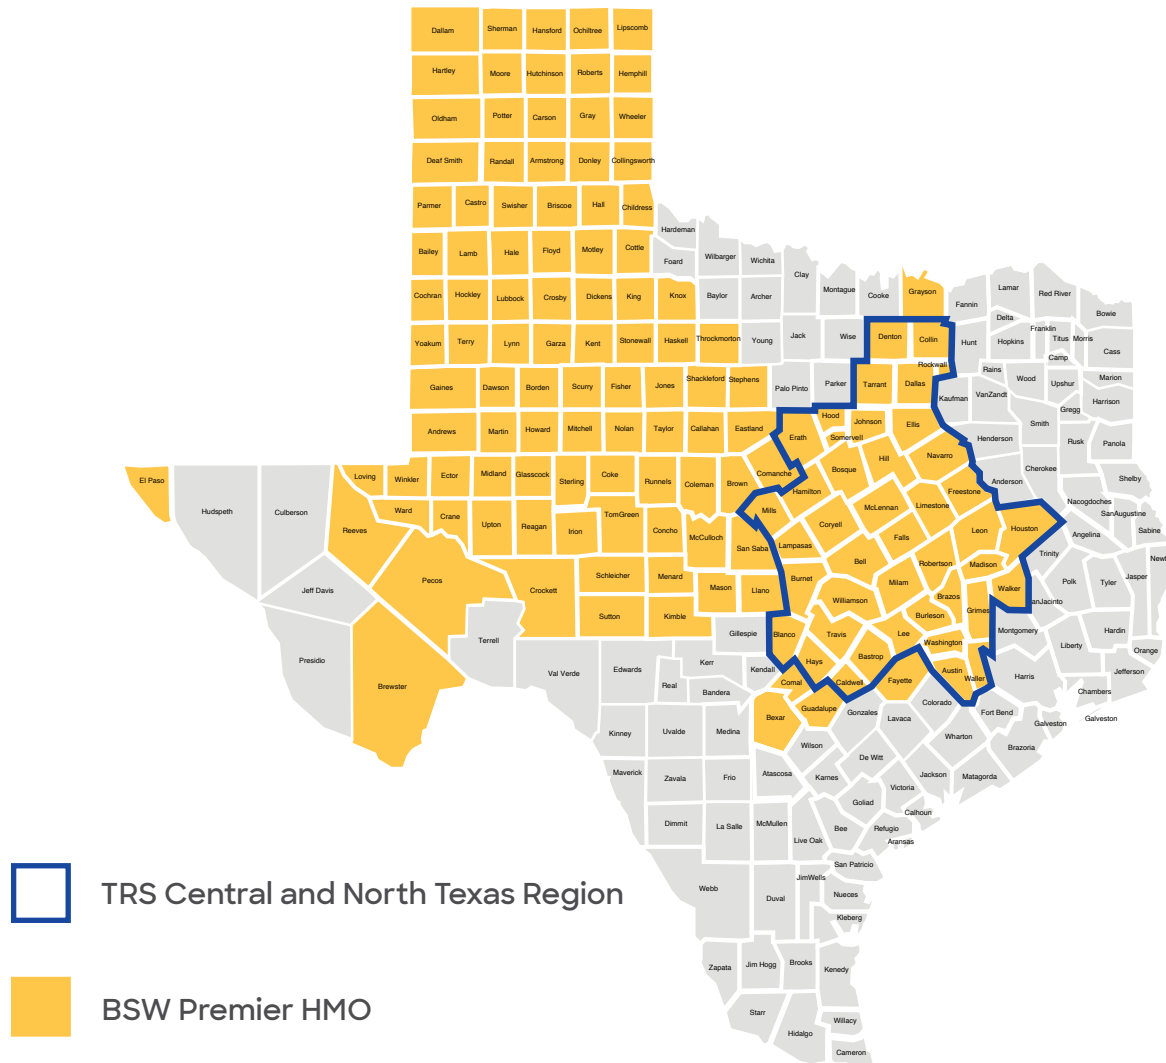 Dallam Sherman Hansford Ochiltree Lipscomb
Hartley Moore Hutchinson Roberts Hemphill
Oldham Potter Carson Gray Wheeler
Deaf Smith Randall Armstrong Donley Collingsworth
Parmer Castro Swisher Briscoe Hall Childress
Hardeman
Bailey Lamb Hale Floyd Motley Cottle Foard Wilbarger Wichita Clay
Montague Cooke Grayson Fannin Lamar Red River Bowie
Cochran Hockley Lubbock Crosby Dickens King Knox Baylor Archer
Delta Franklin Titus Morris Cass
Yoakum Terry Lynn Garza Kent Stonewall Haskell Throckmorton Young Jack Wise Denton Collin Hunt Hopkins Camp
Rockwall Rains Wood Upshur Marion
Gaines Dawson Borden Scurry Fisher Jones Shackelford Stephens Palo Pinto Parker Tarrant Dallas Kaufman VanZandt Gregg Harrison
Andrews Martin Howard Mitchell Nolan Taylor Callahan Eastland Erath Hood Johnson Ellis Henderson Smith Rusk Panola
Somervell Navarro
El Paso Hudspeth Culberson Loving Winkler Ector Midland Glasscock Sterling Coke Runnels Coleman Brown Comanche Hamilton Bosque Hill Freestone Anderson Cherokee Shelby
Nacogdoches SanAugustine Sabine
Reeves Ward Crane Upton Reagan Irion TomGreen Concho McCulloch San Saba Mills Lampasas Coryell McLennan Limestone Falls Leon Houston Angelina Trinity
Newt
Jeff Davis Pecos Crockett Schleicher Menard Mason Llano Burnet Bell Milam Robertson Madison Walker Polk Tyler Jasper
Brazos Grimes anJacinto
Presidio Brewster Terrell Sutton Kimble Gillespie Blanco Williamson Travis Burleson Lee Washington Montgomery Liberty Hardin Orange
Val Verde Edwards Kerr Real Bandera Kendall Hays Bastrop Caldwell Fayette Austin Waller Harris Jefferson
Chambers
Comal Guadalupe Bexar Gonzales Lavaca Colorado Fort Bend Galveston Galveston
Kinney Uvalde Medina Wilson Wharton Brazoria
De Witt
Maverick Zavala Frio Atascosa Karnes Jackson Matagorda
Victoria
Goliad Calhoun
Dimmit La Salle McMullen Live Oak Bee Refugio
Aransas
San Patricio
Webb Duval JimWells Nueces
Kleberg
Zapata Jim Hogg Brooks Kenedy
Starr Hidalgo Willacy
Cameron
TRS Central and North Texas Region
BSW Premier HMO